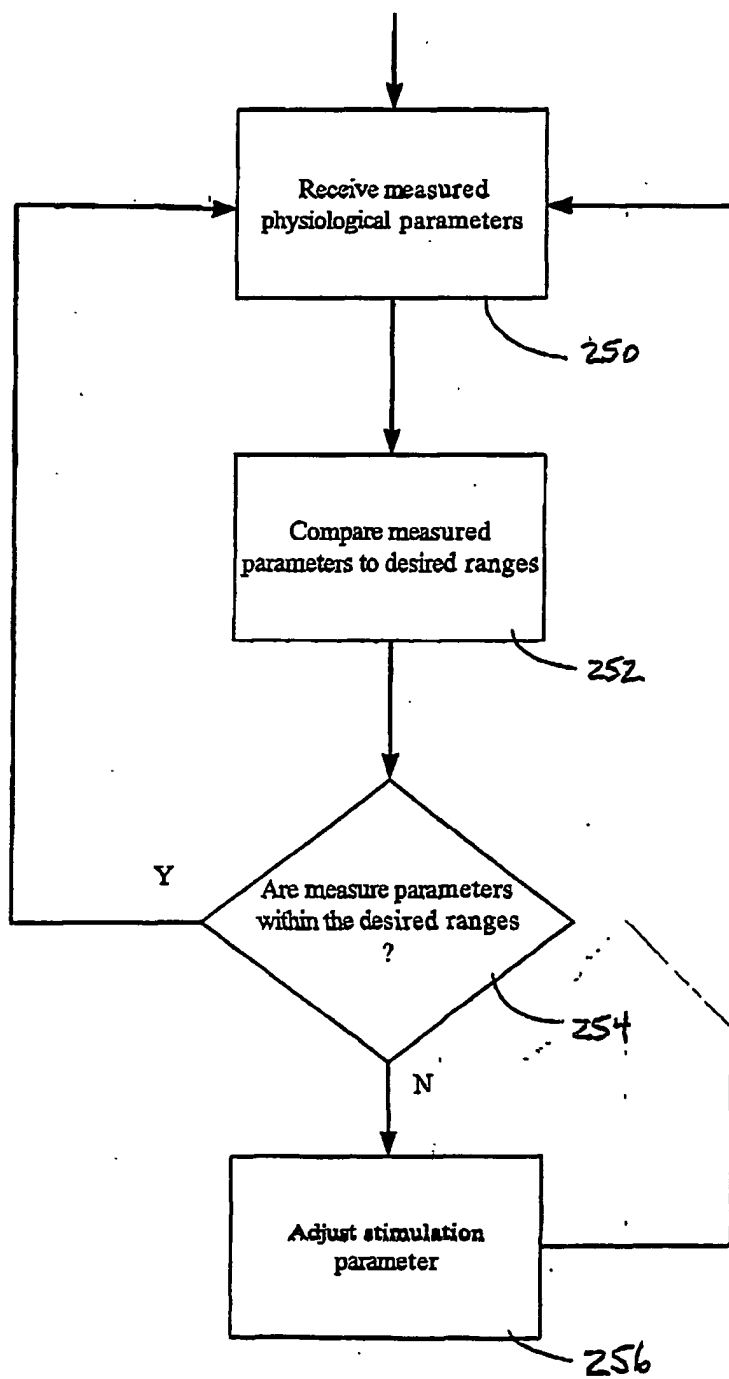 Receive measured
physiological parameters
250
Compare measured
parameters to desired ranges
252
Y
Are measure parameters
within the desired ranges
?
254
N
Adjust stimulation
parameter
256